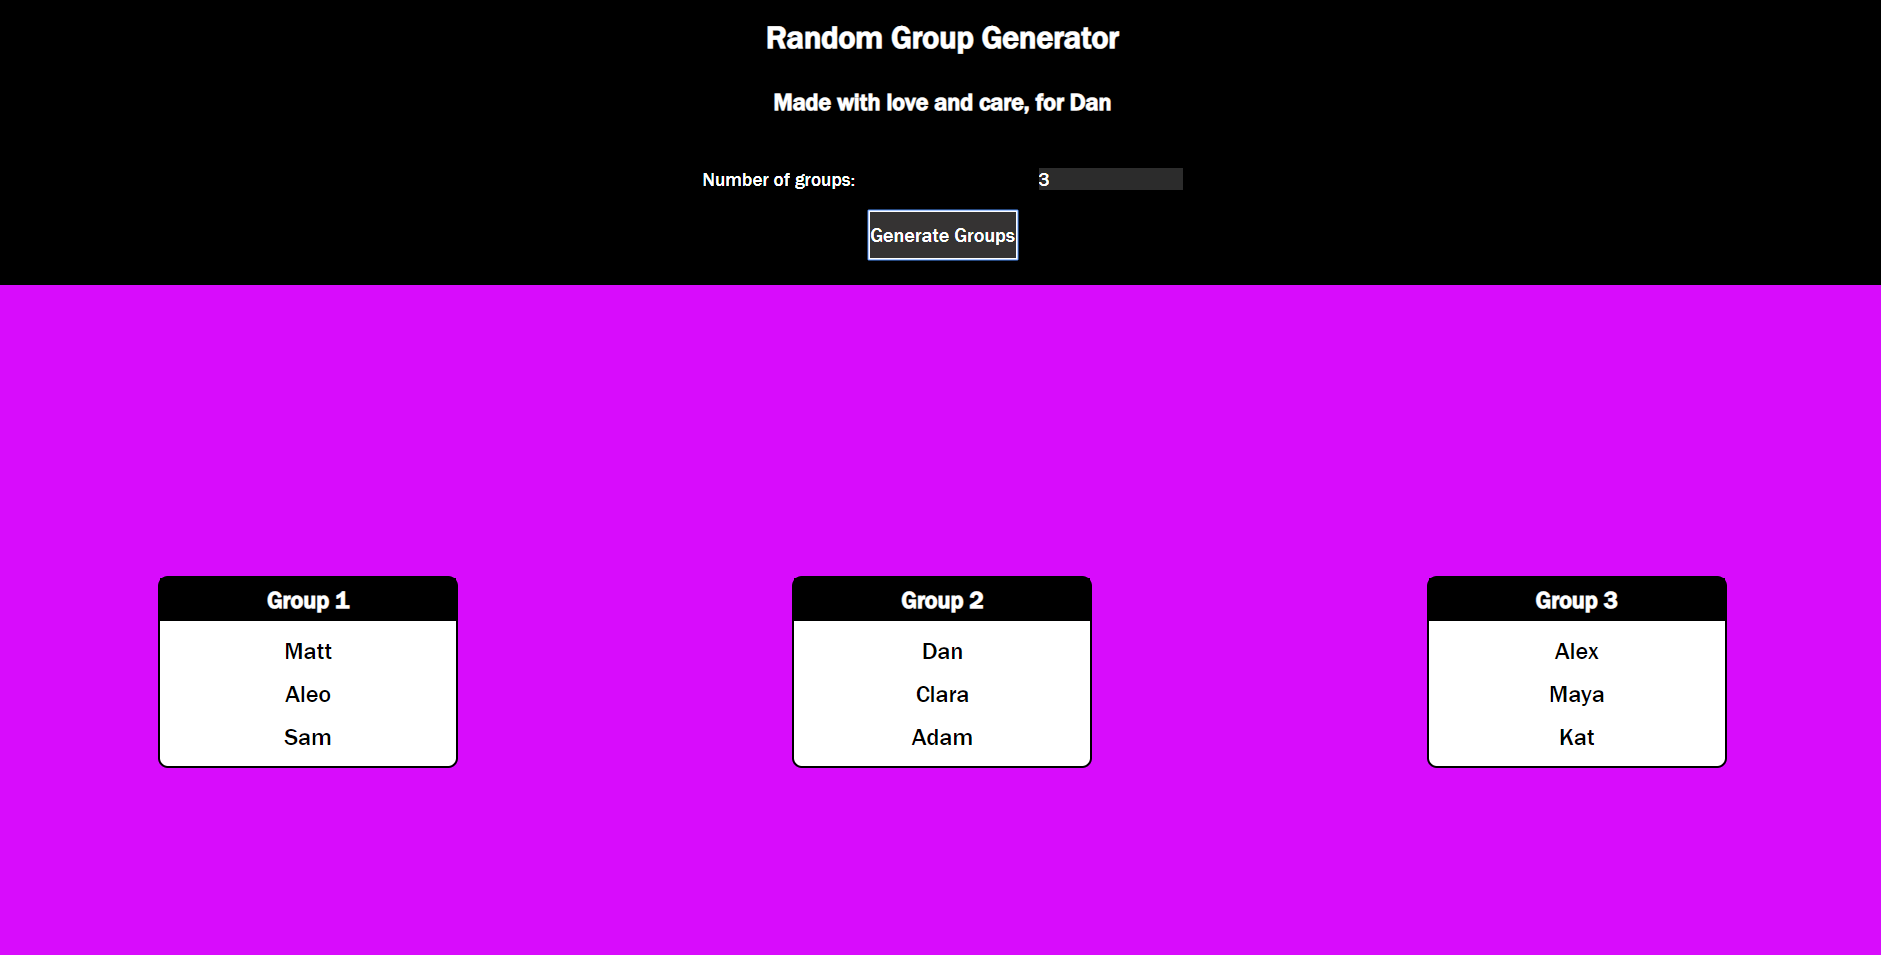 Random Group Generator
Made with love and care, for Dan
Number of groups: 3
Generate Groups
Group 1
Matt
Aleo
Sam
Group 2
Dan
Clara
Adam
Group 3
Alex
Maya
Kat